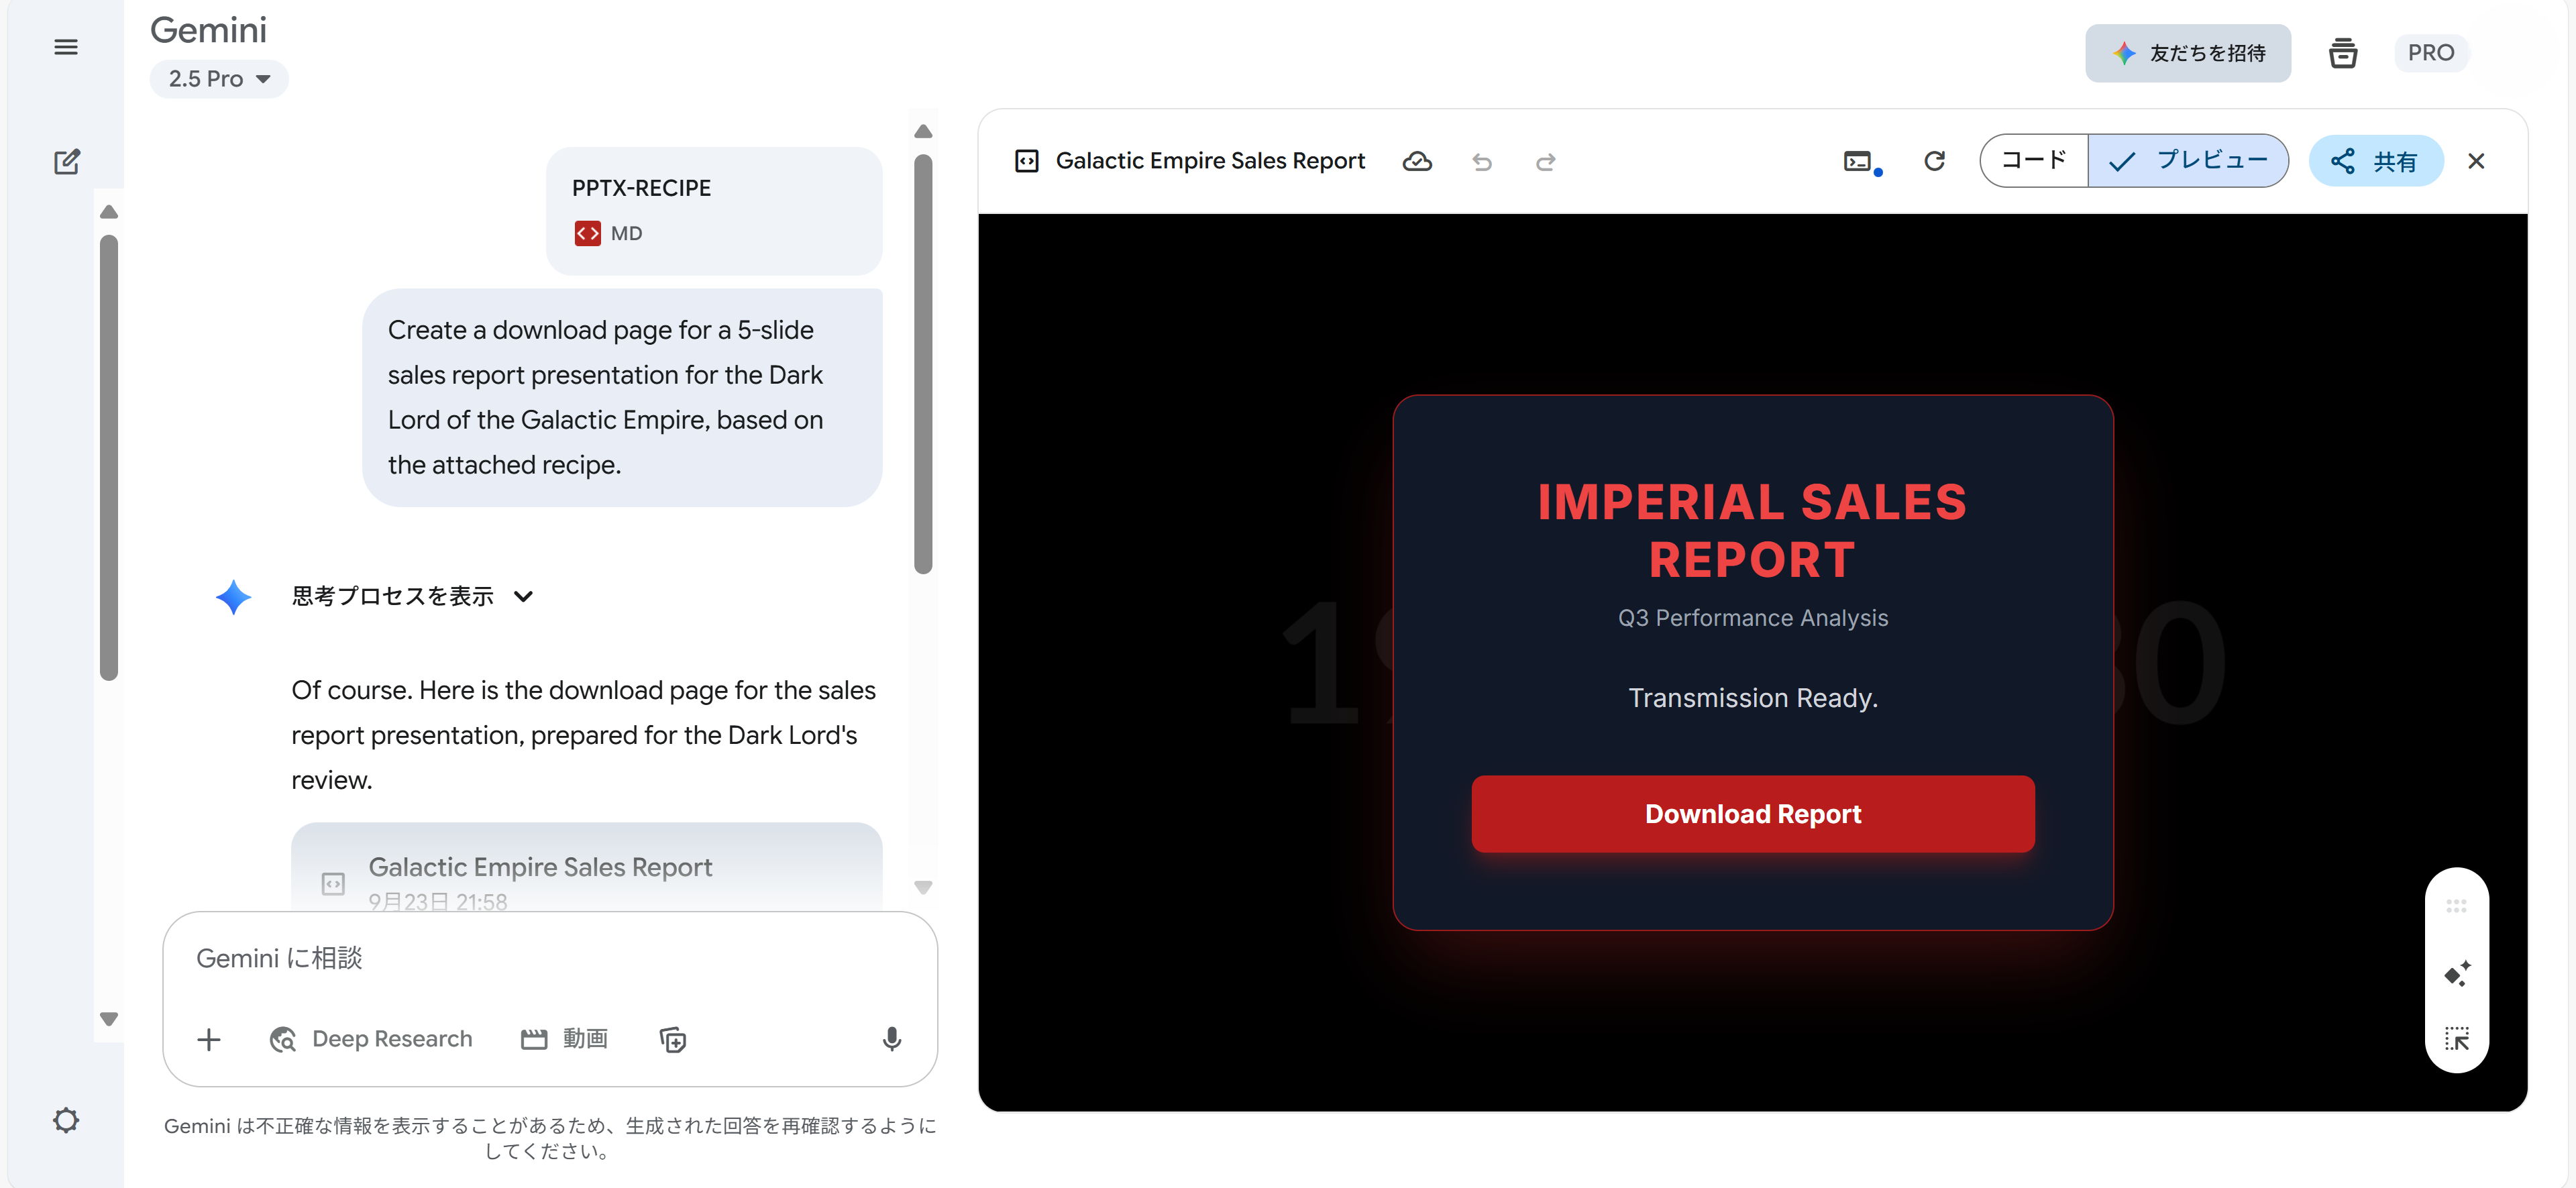 Gemini
2.5 Pro
友だちを招待
PRO
PPTX-RECIPE
MD
Create a download page for a 5-slide
sales report presentation for the Dark
Lord of the Galactic Empire, based on
the attached recipe.
思考プロセスを表示
Of course. Here is the download page for the sales
report presentation, prepared for the Dark Lord's
review.
Galactic Empire Sales Report
9月23日 21:58
Gemini に相談
Deep Research
動画
Gemini は不正確な情報を表示することがあるため、生成された回答を再確認するように
してください。
Galactic Empire Sales Report
コード
プレビュー
共有
IMPERIAL SALES
REPORT
Q3 Performance Analysis
Transmission Ready.
Download Report